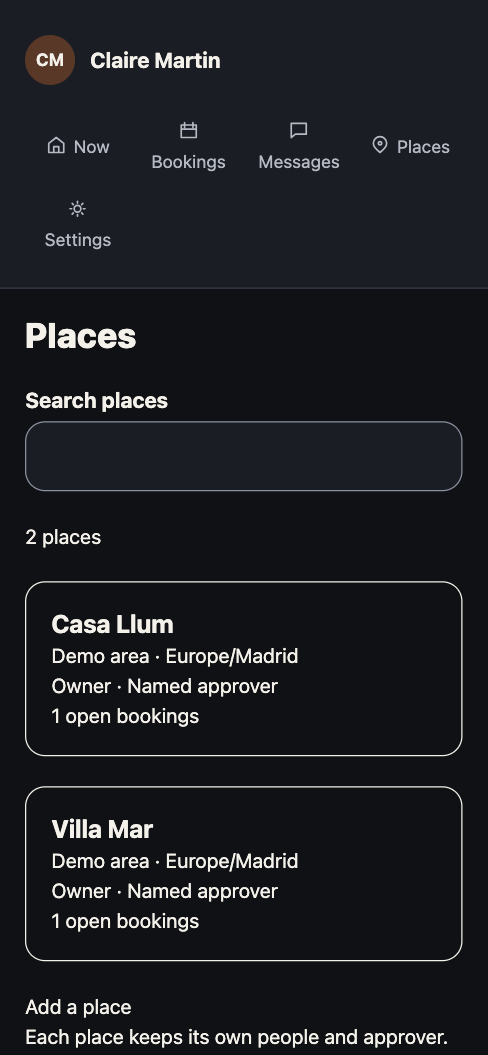 CM Claire Martin
Now
Bookings
Messages
Places
Settings
Places
Search places
2 places
Casa Llum
Demo area · Europe/Madrid
Owner · Named approver
1 open bookings
Villa Mar
Demo area · Europe/Madrid
Owner · Named approver
1 open bookings
Add a place
Each place keeps its own people and approver.